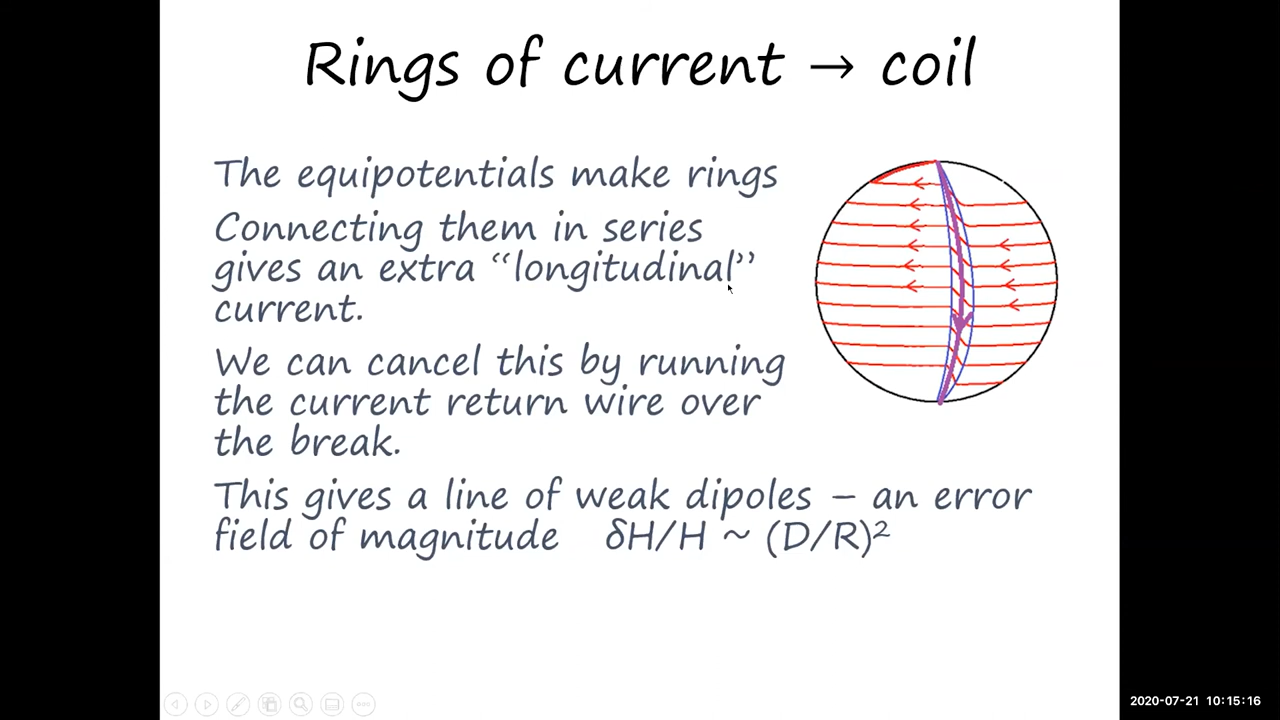 Rings of current → coil
The equipotentials make rings
Connecting them in series
gives an extra “longitudinal”
current.
We can cancel this by running
the current return wire over
the break.
This gives a line of weak dipoles – an error
field of magnitude δH/H ~ (D/R)²
2020-07-21 10:15:16